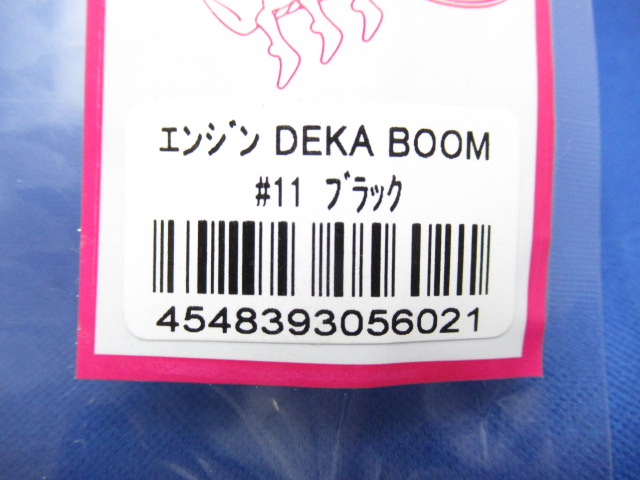 ｴﾝｼﾞﾝ DEKA BOOM
#11 ﾌﾞﾗｯｸ
4548393056021